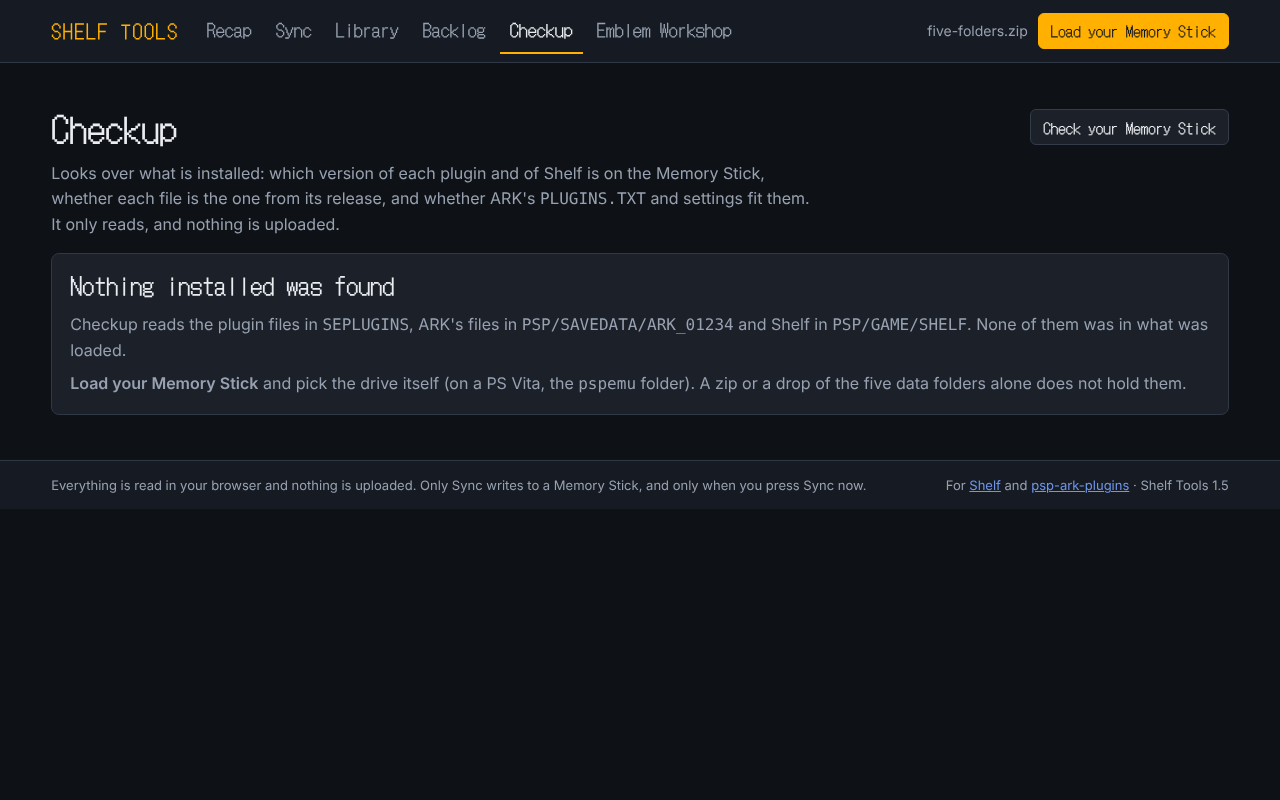 SHELF TOOLS Recap Sync Library Backlog Checkup Emblem Workshop five-folders.zip Load your Memory Stick
Checkup
Check your Memory Stick
Looks over what is installed: which version of each plugin and of Shelf is on the Memory Stick,
whether each file is the one from its release, and whether ARK's PLUGINS.TXT and settings fit them.
It only reads, and nothing is uploaded.
Nothing installed was found
Checkup reads the plugin files in SEPLUGINS, ARK's files in PSP/SAVEDATA/ARK_01234 and Shelf in PSP/GAME/SHELF. None of them was in what was
loaded.
Load your Memory Stick and pick the drive itself (on a PS Vita, the pspemu folder). A zip or a drop of the five data folders alone does not hold them.
Everything is read in your browser and nothing is uploaded. Only Sync writes to a Memory Stick, and only when you press Sync now.
For Shelf and psp-ark-plugins · Shelf Tools 1.5